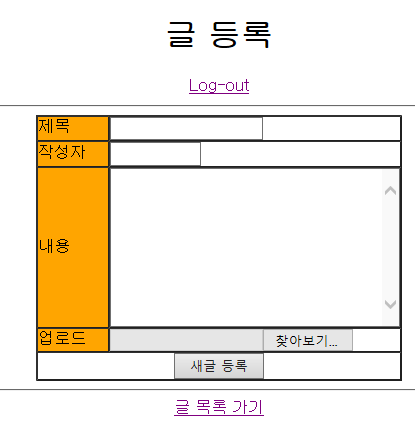 글 등록
Log-out
제목
작성자
내용
업로드 찾아보기...
새글 등록
글 목록 가기